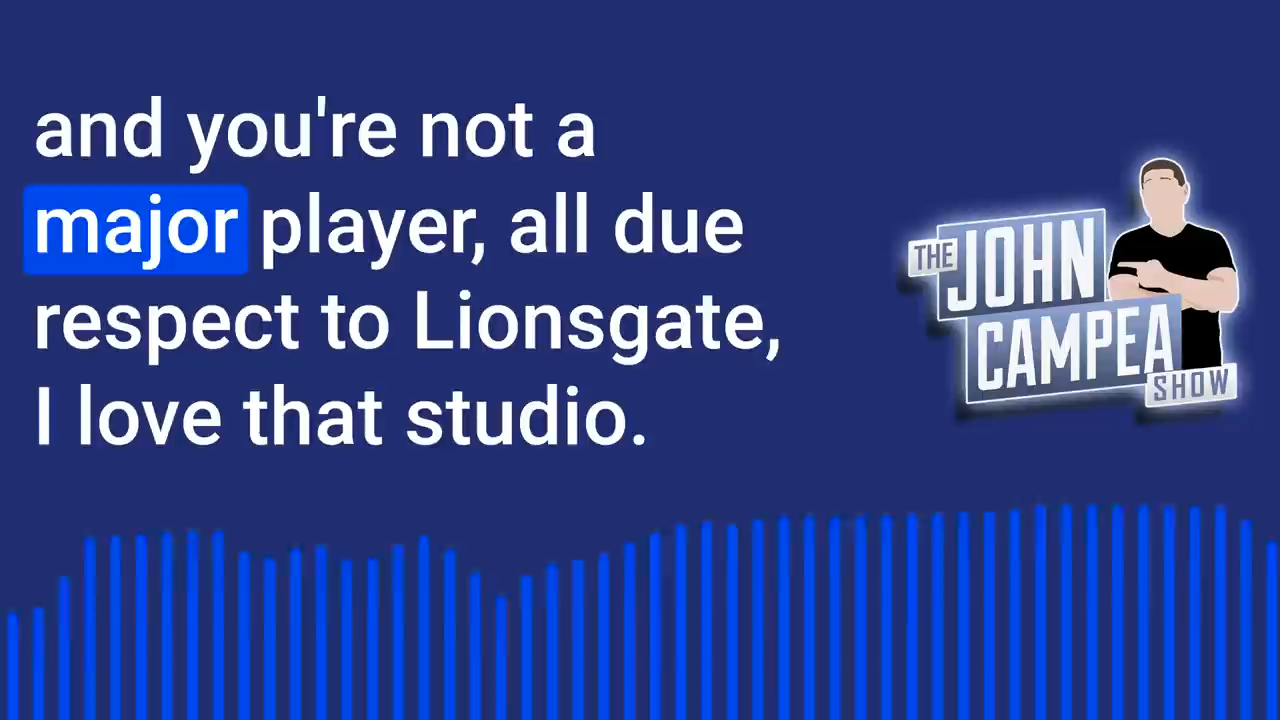 and you're not a
major player, all due
respect to Lionsgate,
I love that studio.
THE
JOHN
CAMPEA
SHOW